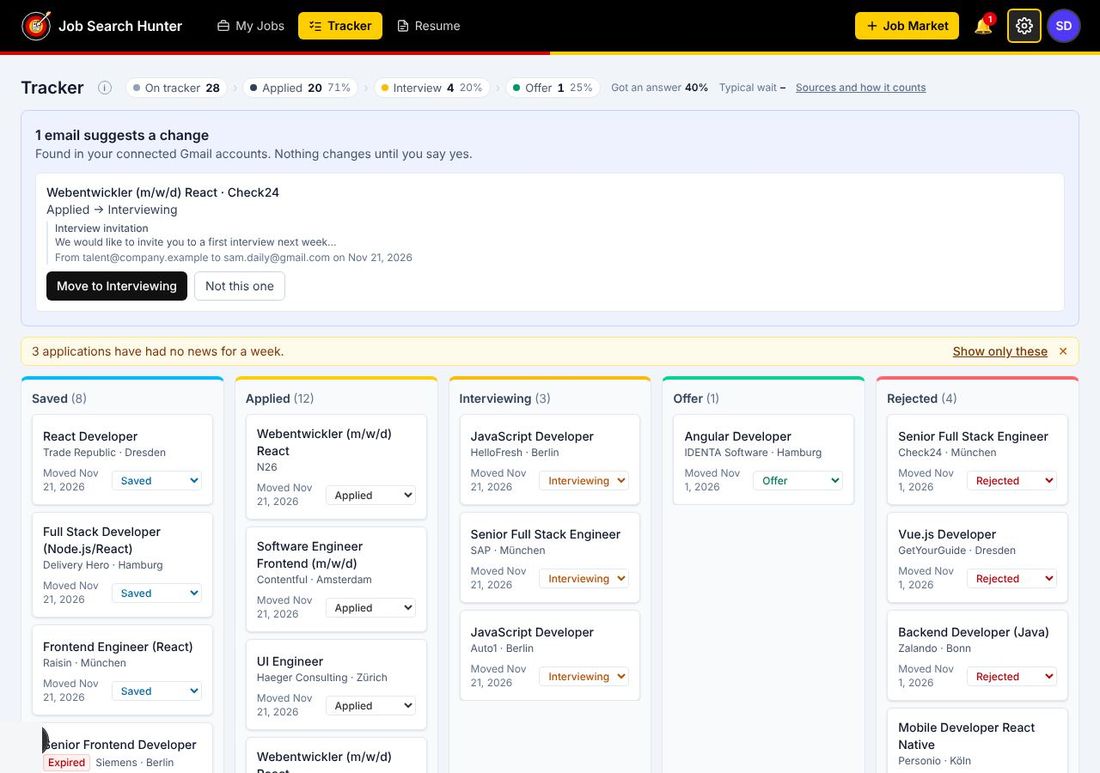 Job Search Hunter
My Jobs
Tracker
Resume
+ Job Market
1
SD
Tracker
i
On tracker 28
Applied 20 71%
Interview 4 20%
Offer 1 25%
Got an answer 40%
Typical wait –
Sources and how it counts
1 email suggests a change
Found in your connected Gmail accounts. Nothing changes until you say yes.
Webentwickler (m/w/d) React · Check24
Applied → Interviewing
Interview invitation
We would like to invite you to a first interview next week...
From talent@company.example to sam.daily@gmail.com on Nov 21, 2026
Move to Interviewing
Not this one
3 applications have had no news for a week.
Show only these ×
Saved (8)
React Developer
Trade Republic · Dresden
Moved Nov
21, 2026
Saved
Full Stack Developer
(Node.js/React)
Delivery Hero · Hamburg
Moved Nov
21, 2026
Saved
Frontend Engineer (React)
Raisin · München
Moved Nov
21, 2026
Saved
Senior Frontend Developer
Expired Siemens · Berlin
Applied (12)
Webentwickler (m/w/d)
React
N26
Moved Nov
21, 2026
Applied
Software Engineer
Frontend (m/w/d)
Contentful · Amsterdam
Moved Nov
21, 2026
Applied
UI Engineer
Haeger Consulting · Zürich
Moved Nov
21, 2026
Applied
Webentwickler (m/w/d)
React
Interviewing (3)
JavaScript Developer
HelloFresh · Berlin
Moved Nov
21, 2026
Interviewing
Senior Full Stack Engineer
SAP · München
Moved Nov
21, 2026
Interviewing
JavaScript Developer
Auto1 · Berlin
Moved Nov
21, 2026
Interviewing
Offer (1)
Angular Developer
IDENTA Software · Hamburg
Moved Nov
1, 2026
Offer
Rejected (4)
Senior Full Stack Engineer
Check24 · München
Moved Nov
1, 2026
Rejected
Vue.js Developer
GetYourGuide · Dresden
Moved Nov
1, 2026
Rejected
Backend Developer (Java)
Zalando · Bonn
Moved Nov
1, 2026
Rejected
Mobile Developer React
Native
Personio · Köln